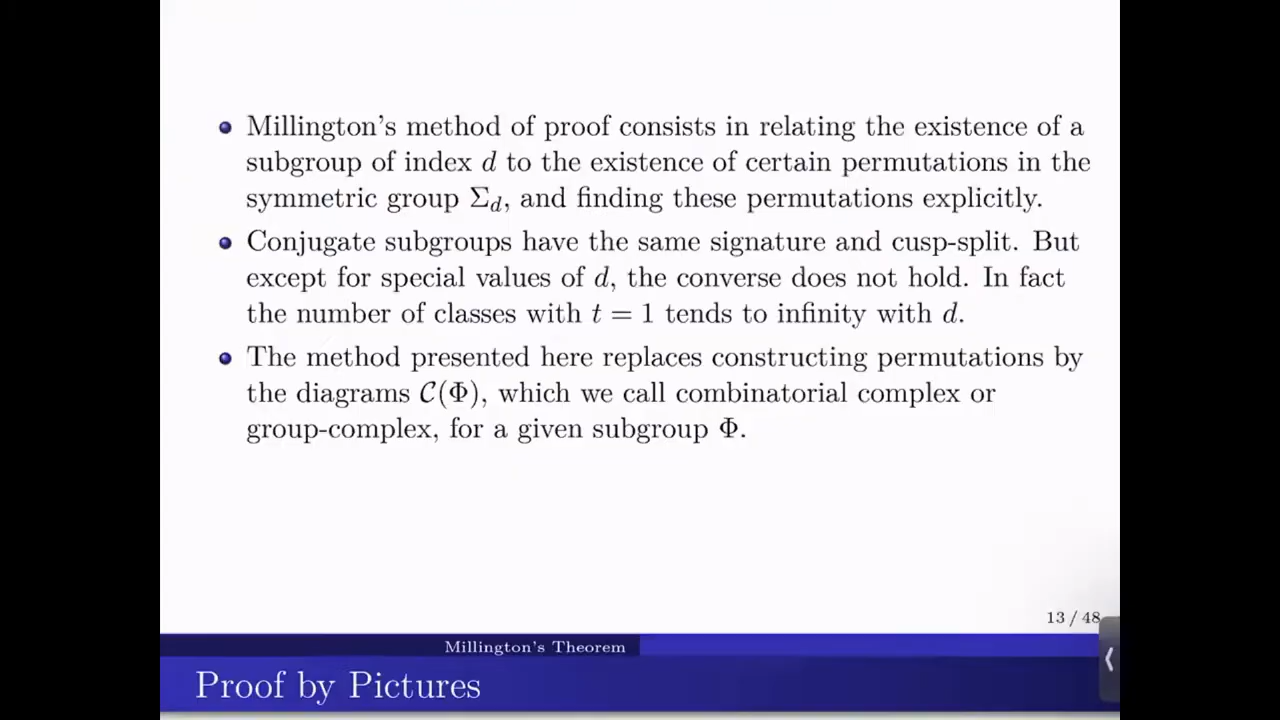 Millington's method of proof consists in relating the existence of a
subgroup of index d to the existence of certain permutations in the
symmetric group Σ_d, and finding these permutations explicitly.
Conjugate subgroups have the same signature and cusp-split. But
except for special values of d, the converse does not hold. In fact
the number of classes with t = 1 tends to infinity with d.
The method presented here replaces constructing permutations by
the diagrams 𝒞(Φ), which we call combinatorial complex or
group-complex, for a given subgroup Φ.
13 / 48
Millington's Theorem
Proof by Pictures